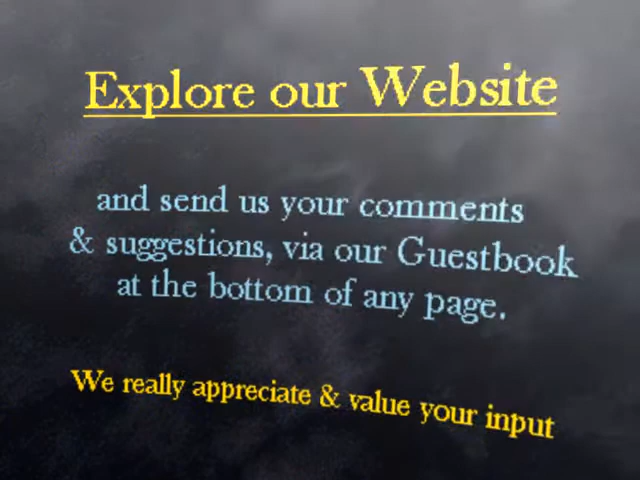 Explore our Website
and send us your comments
& suggestions, via our Guestbook
at the bottom of any page.
We really appreciate & value your input